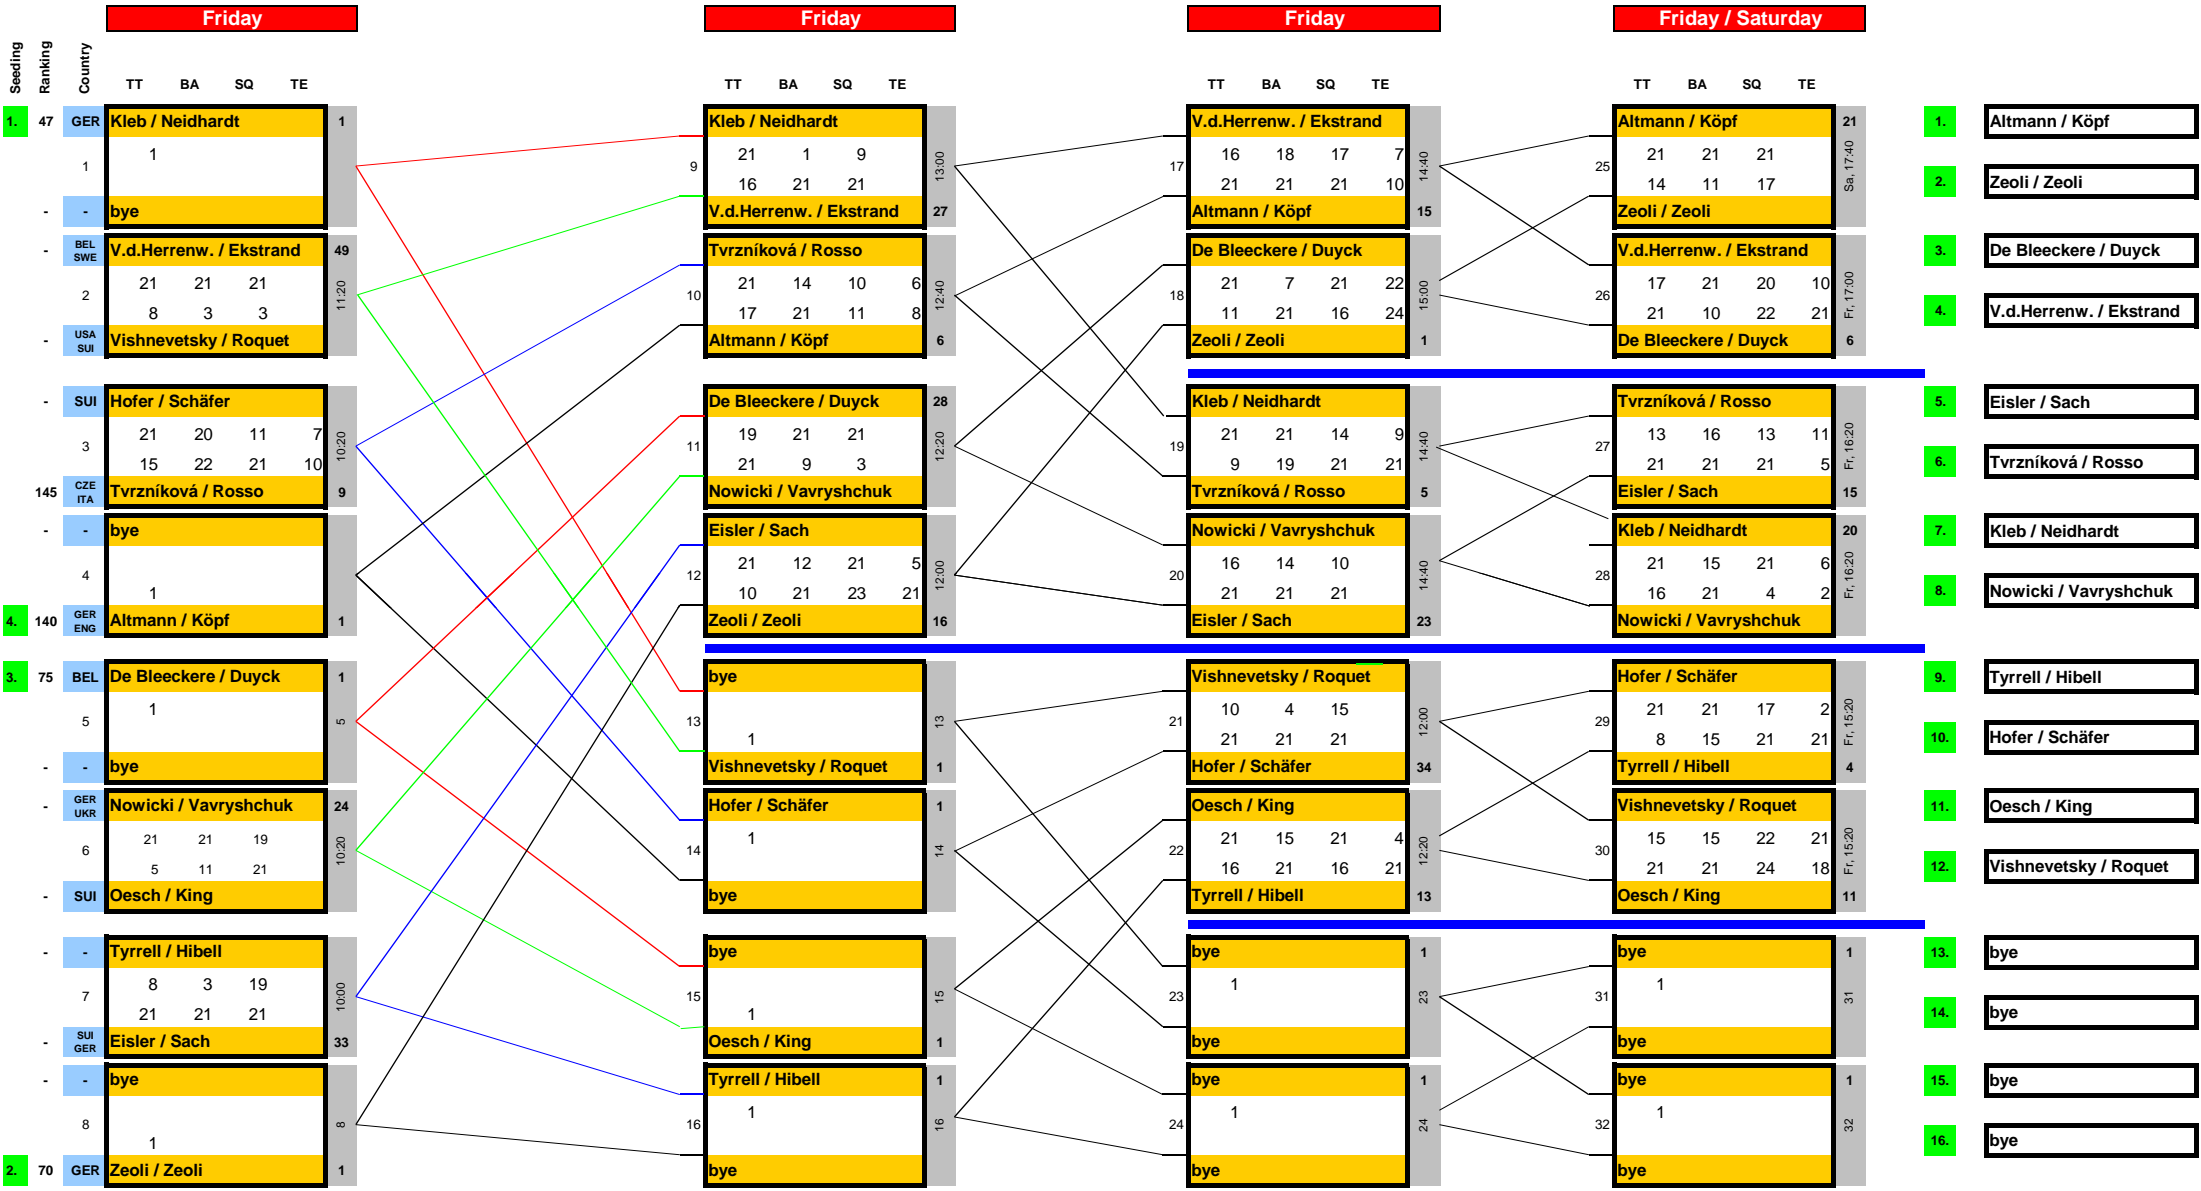 Friday Friday Friday Friday / Saturday
Seeding Ranking Country
TT BA SQ TE TT BA SQ TE TT BA SQ TE TT BA SQ TE
1. 47 GER Kleb / Neidhardt 1 Kleb / Neidhardt V.d.Herrenw. / Ekstrand Altmann / Köpf 21 1. Altmann / Köpf
1 21 1 9 16 18 17 7 21 21 21
1 9 13:00 17 14:40 25 Sa, 17:40
16 21 21 21 21 21 10 14 11 17 2. Zeoli / Zeoli
- - bye V.d.Herrenw. / Ekstrand 27 Altmann / Köpf 15 Zeoli / Zeoli
- BEL SWE V.d.Herrenw. / Ekstrand 49 Tvrzníková / Rosso De Bleeckere / Duyck V.d.Herrenw. / Ekstrand 3. De Bleeckere / Duyck
21 21 21 21 14 10 6 21 7 21 22 17 21 20 10
2 11:20 10 12:40 18 15:00 26 Fr, 17:00
8 3 3 17 21 11 8 11 21 16 24 21 10 22 21 4. V.d.Herrenw. / Ekstrand
- USA SUI Vishnevetsky / Roquet Altmann / Köpf 6 Zeoli / Zeoli 1 De Bleeckere / Duyck 6
- SUI Hofer / Schäfer De Bleeckere / Duyck 28 Kleb / Neidhardt Tvrzníková / Rosso 5. Eisler / Sach
21 20 11 7 19 21 21 21 21 14 9 13 16 13 11
3 10:20 11 12:20 19 14:40 27 Fr, 16:20
15 22 21 10 21 9 3 9 19 21 21 21 21 21 5 6. Tvrzníková / Rosso
145 CZE ITA Tvrzníková / Rosso 9 Nowicki / Vavryshchuk Tvrzníková / Rosso 5 Eisler / Sach 15
- - bye Eisler / Sach Nowicki / Vavryshchuk Kleb / Neidhardt 20 7. Kleb / Neidhardt
21 12 21 5 16 14 10 21 15 21 6
4 12 12:00 20 14:40 28 Fr, 16:20
1 10 21 23 21 21 21 21 16 21 4 2 8. Nowicki / Vavryshchuk
4. 140 GER ENG Altmann / Köpf 1 Zeoli / Zeoli 16 Eisler / Sach 23 Nowicki / Vavryshchuk
3. 75 BEL De Bleeckere / Duyck 1 bye Vishnevetsky / Roquet Hofer / Schäfer 9. Tyrrell / Hibell
1 10 4 15 21 21 17 2
5 5 13 13 21 12:00 29 Fr, 15:20
1 21 21 21 8 15 21 21 10. Hofer / Schäfer
- - bye Vishnevetsky / Roquet 1 Hofer / Schäfer 34 Tyrrell / Hibell 4
- GER UKR Nowicki / Vavryshchuk 24 Hofer / Schäfer 1 Oesch / King Vishnevetsky / Roquet 11. Oesch / King
21 21 19 1 21 15 21 4 15 15 22 21
6 10:20 14 14 22 12:20 30 Fr, 15:20
5 11 21 16 21 16 21 21 21 24 18 12. Vishnevetsky / Roquet
- SUI Oesch / King bye Tyrrell / Hibell 13 Oesch / King 11
- - Tyrrell / Hibell bye bye 1 bye 1 13. bye
8 3 19 1 1
7 10:00 15 15 23 23 31 31
21 21 21 1 14. bye
- SUI GER Eisler / Sach 33 Oesch / King 1 bye bye
- - bye Tyrrell / Hibell 1 bye 1 bye 1 15. bye
1 1 1
8 8 16 16 24 24 32 32
1 16. bye
2. 70 GER Zeoli / Zeoli 1 bye bye bye